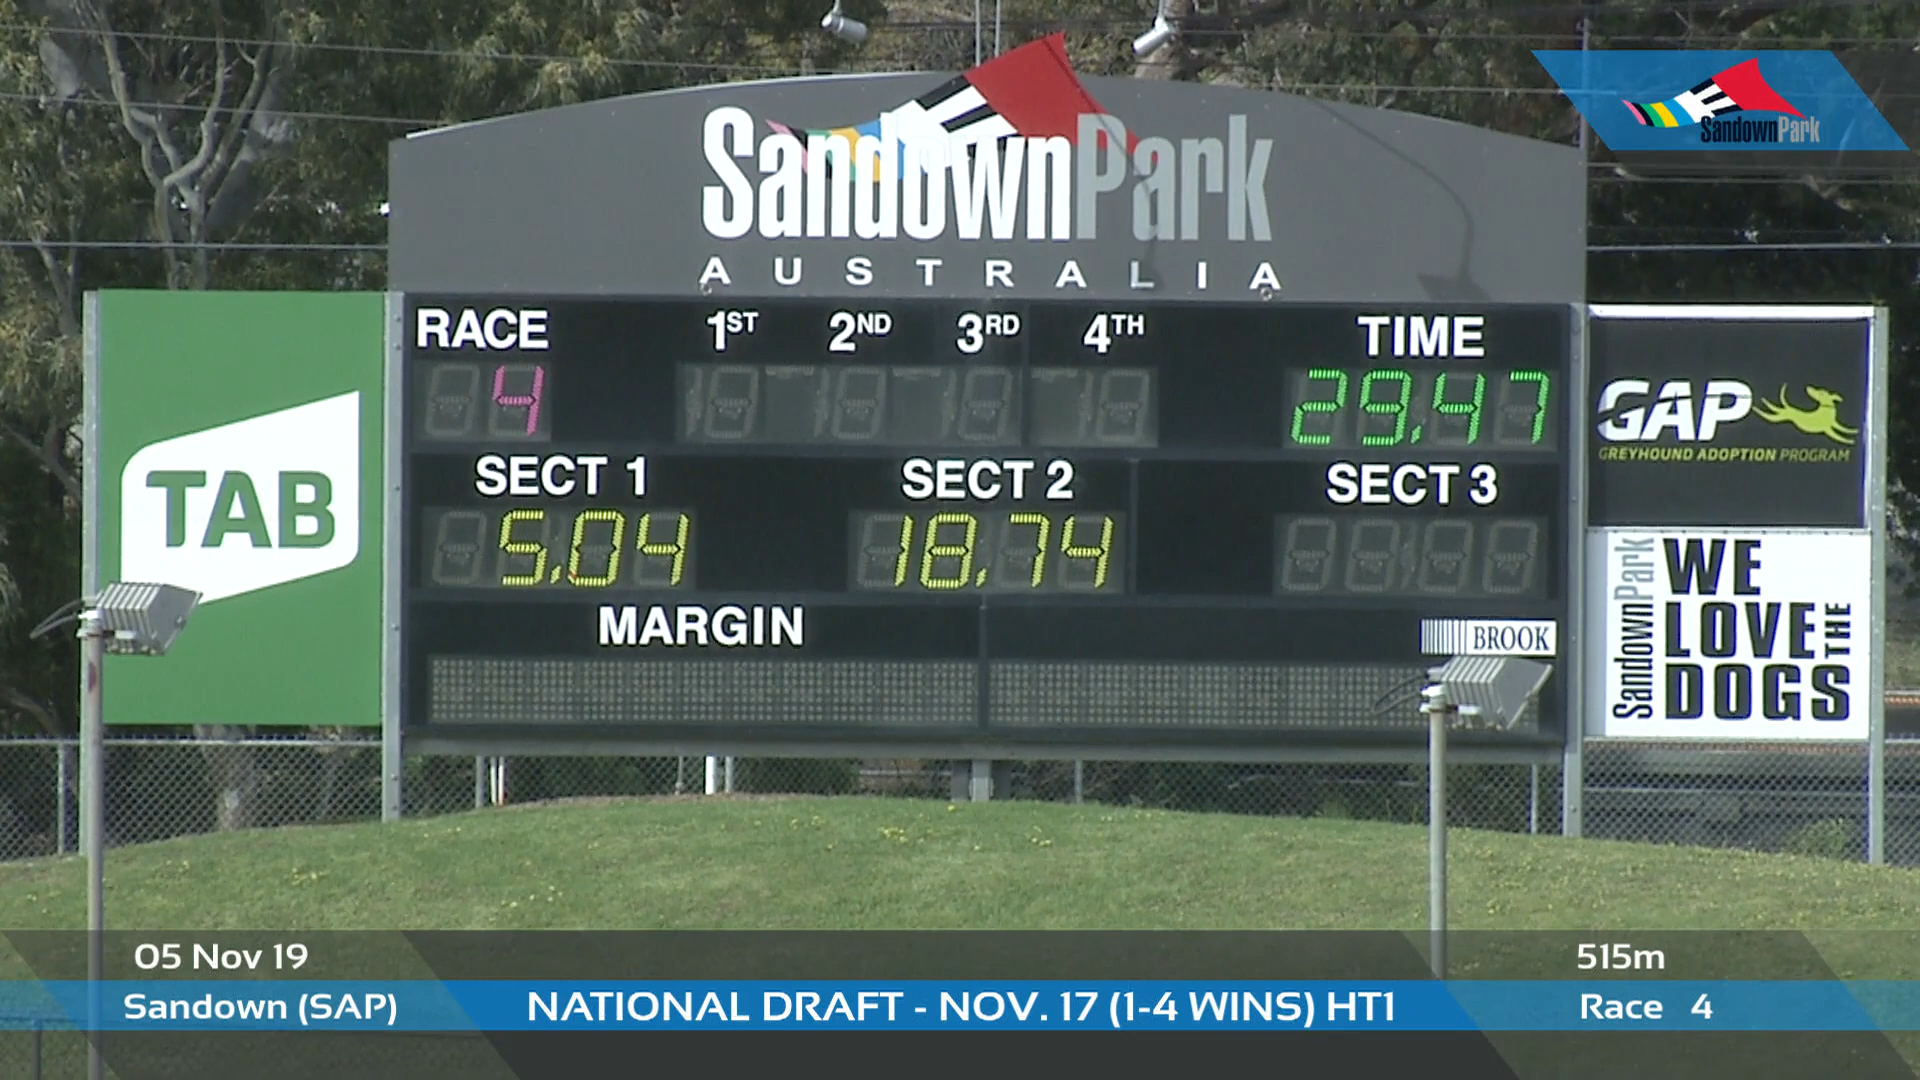 SandownPark
SandownPark
AUSTRALIA
RACE 1ST 2ND 3RD 4TH TIME
4 29.47
SECT 1 SECT 2 SECT 3
5.04 18.74
MARGIN
BROOK
TAB
GAP
GREYHOUND ADOPTION PROGRAM
SandownPark
WE
LOVE THE
DOGS
05 Nov 19 515m
Sandown (SAP) NATIONAL DRAFT - NOV. 17 (1-4 WINS) HT1 Race 4